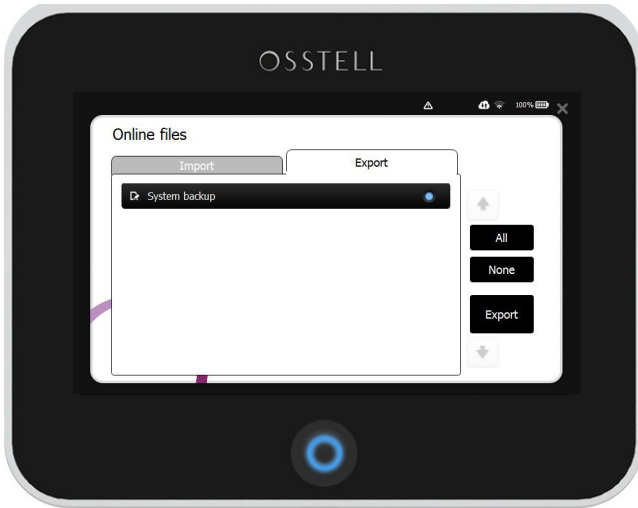 OSSTELL
100%
Online files
Import
Export
System backup
All
None
Export